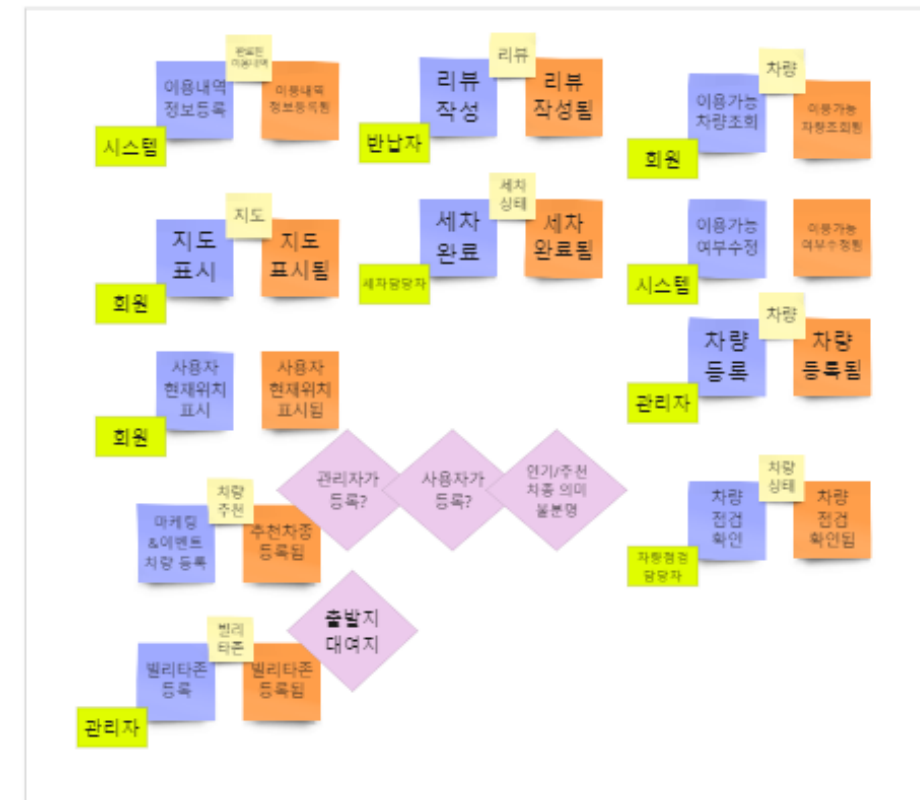 완료된
이용내역
이용내역
정보등록
이용내역
정보등록됨
시스템
리뷰
리뷰
작성
리뷰
작성됨
반납자
차량
이용가능
차량조회
이용가능
차량조회됨
회원
지도
지도
표시
지도
표시됨
회원
세차
상태
세차
완료
세차
완료됨
세차담당자
이용가능
여부수정
이용가능
여부수정됨
시스템
차량
차량
등록
차량
등록됨
관리자
사용자
현재위치
표시
사용자
현재위치
표시됨
회원
관리자가
등록?
사용자가
등록?
인기/추천
차종 의미
불분명
차량
추천
마케팅
&이벤트
차량 등록
추천차종
등록됨
차량
상태
차량
점검
확인
차량
점검
확인됨
차량점검
담당자
출발지
대여지
빌리
타존
빌리타존
등록
빌리타존
등록됨
관리자